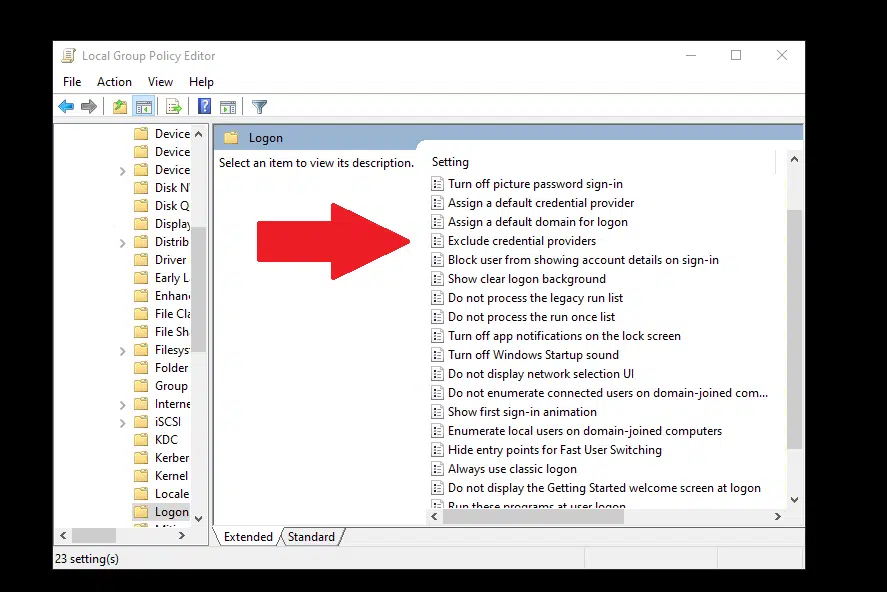 Local Group Policy Editor
File Action View Help
Device
Device
Device
Disk N
Disk Q
Display
Distrib
Driver
Early L
Enhan
File Cla
File Sh
Filesys
Folder
Group
Interne
iSCSI
KDC
Kerber
Kernel
Locale
Logon
Logon
Select an item to view its description.
Setting
Turn off picture password sign-in
Assign a default credential provider
Assign a default domain for logon
Exclude credential providers
Block user from showing account details on sign-in
Show clear logon background
Do not process the legacy run list
Do not process the run once list
Turn off app notifications on the lock screen
Turn off Windows Startup sound
Do not display network selection UI
Do not enumerate connected users on domain-joined com...
Show first sign-in animation
Enumerate local users on domain-joined computers
Hide entry points for Fast User Switching
Always use classic logon
Do not display the Getting Started welcome screen at logon
Run these programs at user logon
Extended Standard
23 setting(s)